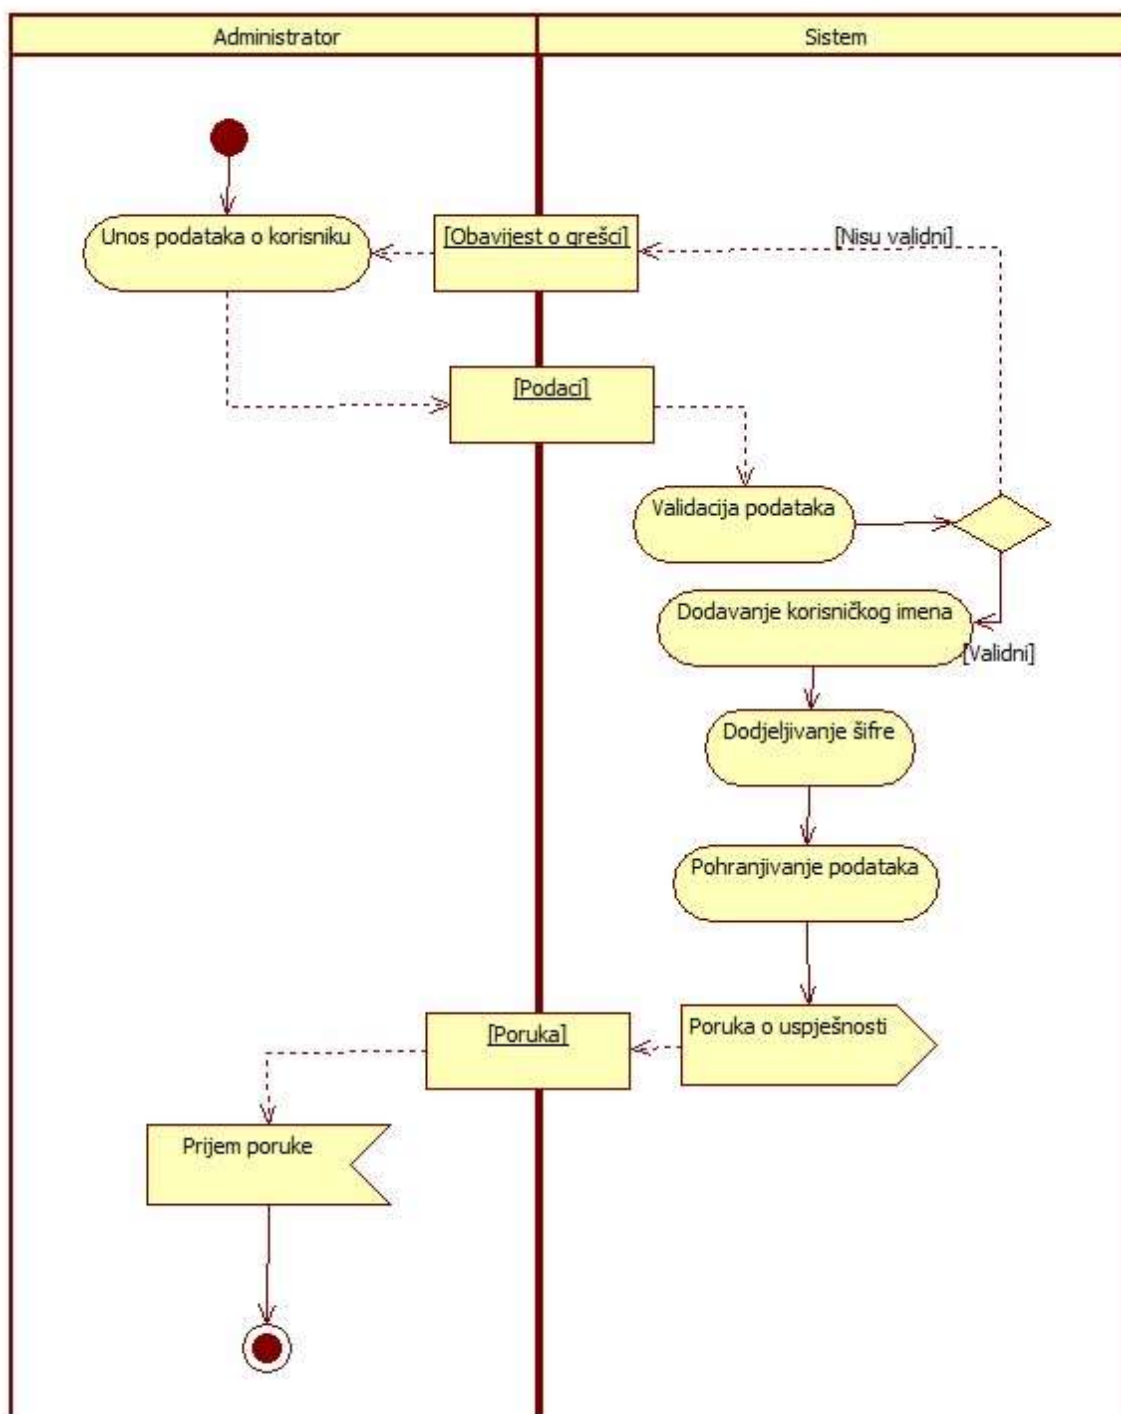 Administrator
Sistem
Unos podataka o korisniku
[Obavijest o grešci]
[Nisu validni]
[Podaci]
Validacija podataka
Dodavanje korisničkog imena
[Validni]
Dodjeljivanje šifre
Pohranjivanje podataka
Poruka o uspješnosti
[Poruka]
Prijem poruke